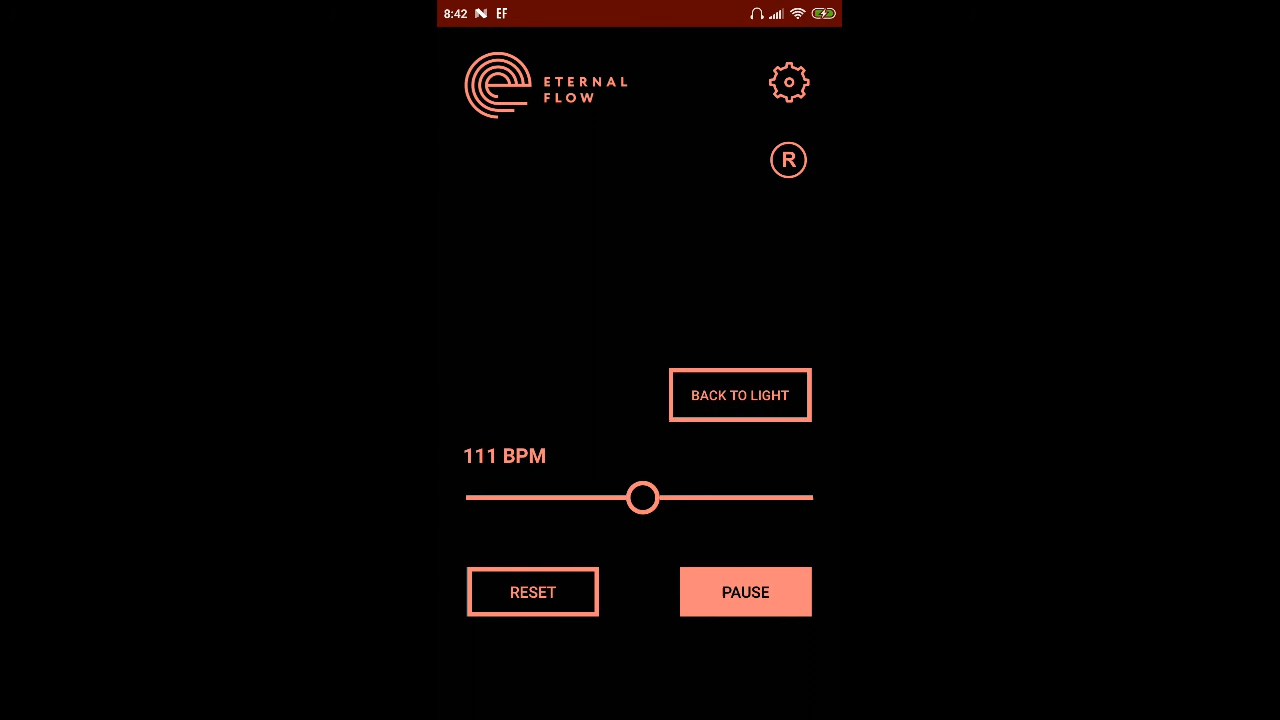 8:42 N EF
ETERNAL
FLOW
R
BACK TO LIGHT
111 BPM
RESET
PAUSE